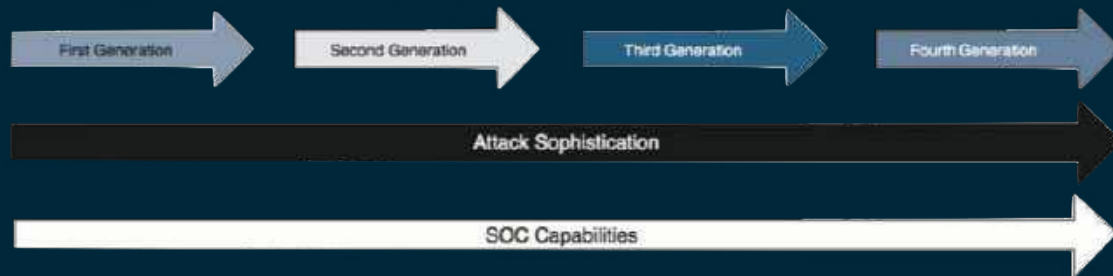 First Generation
Second Generation
Third Generation
Fourth Generation
Attack Sophistication
SOC Capabilities